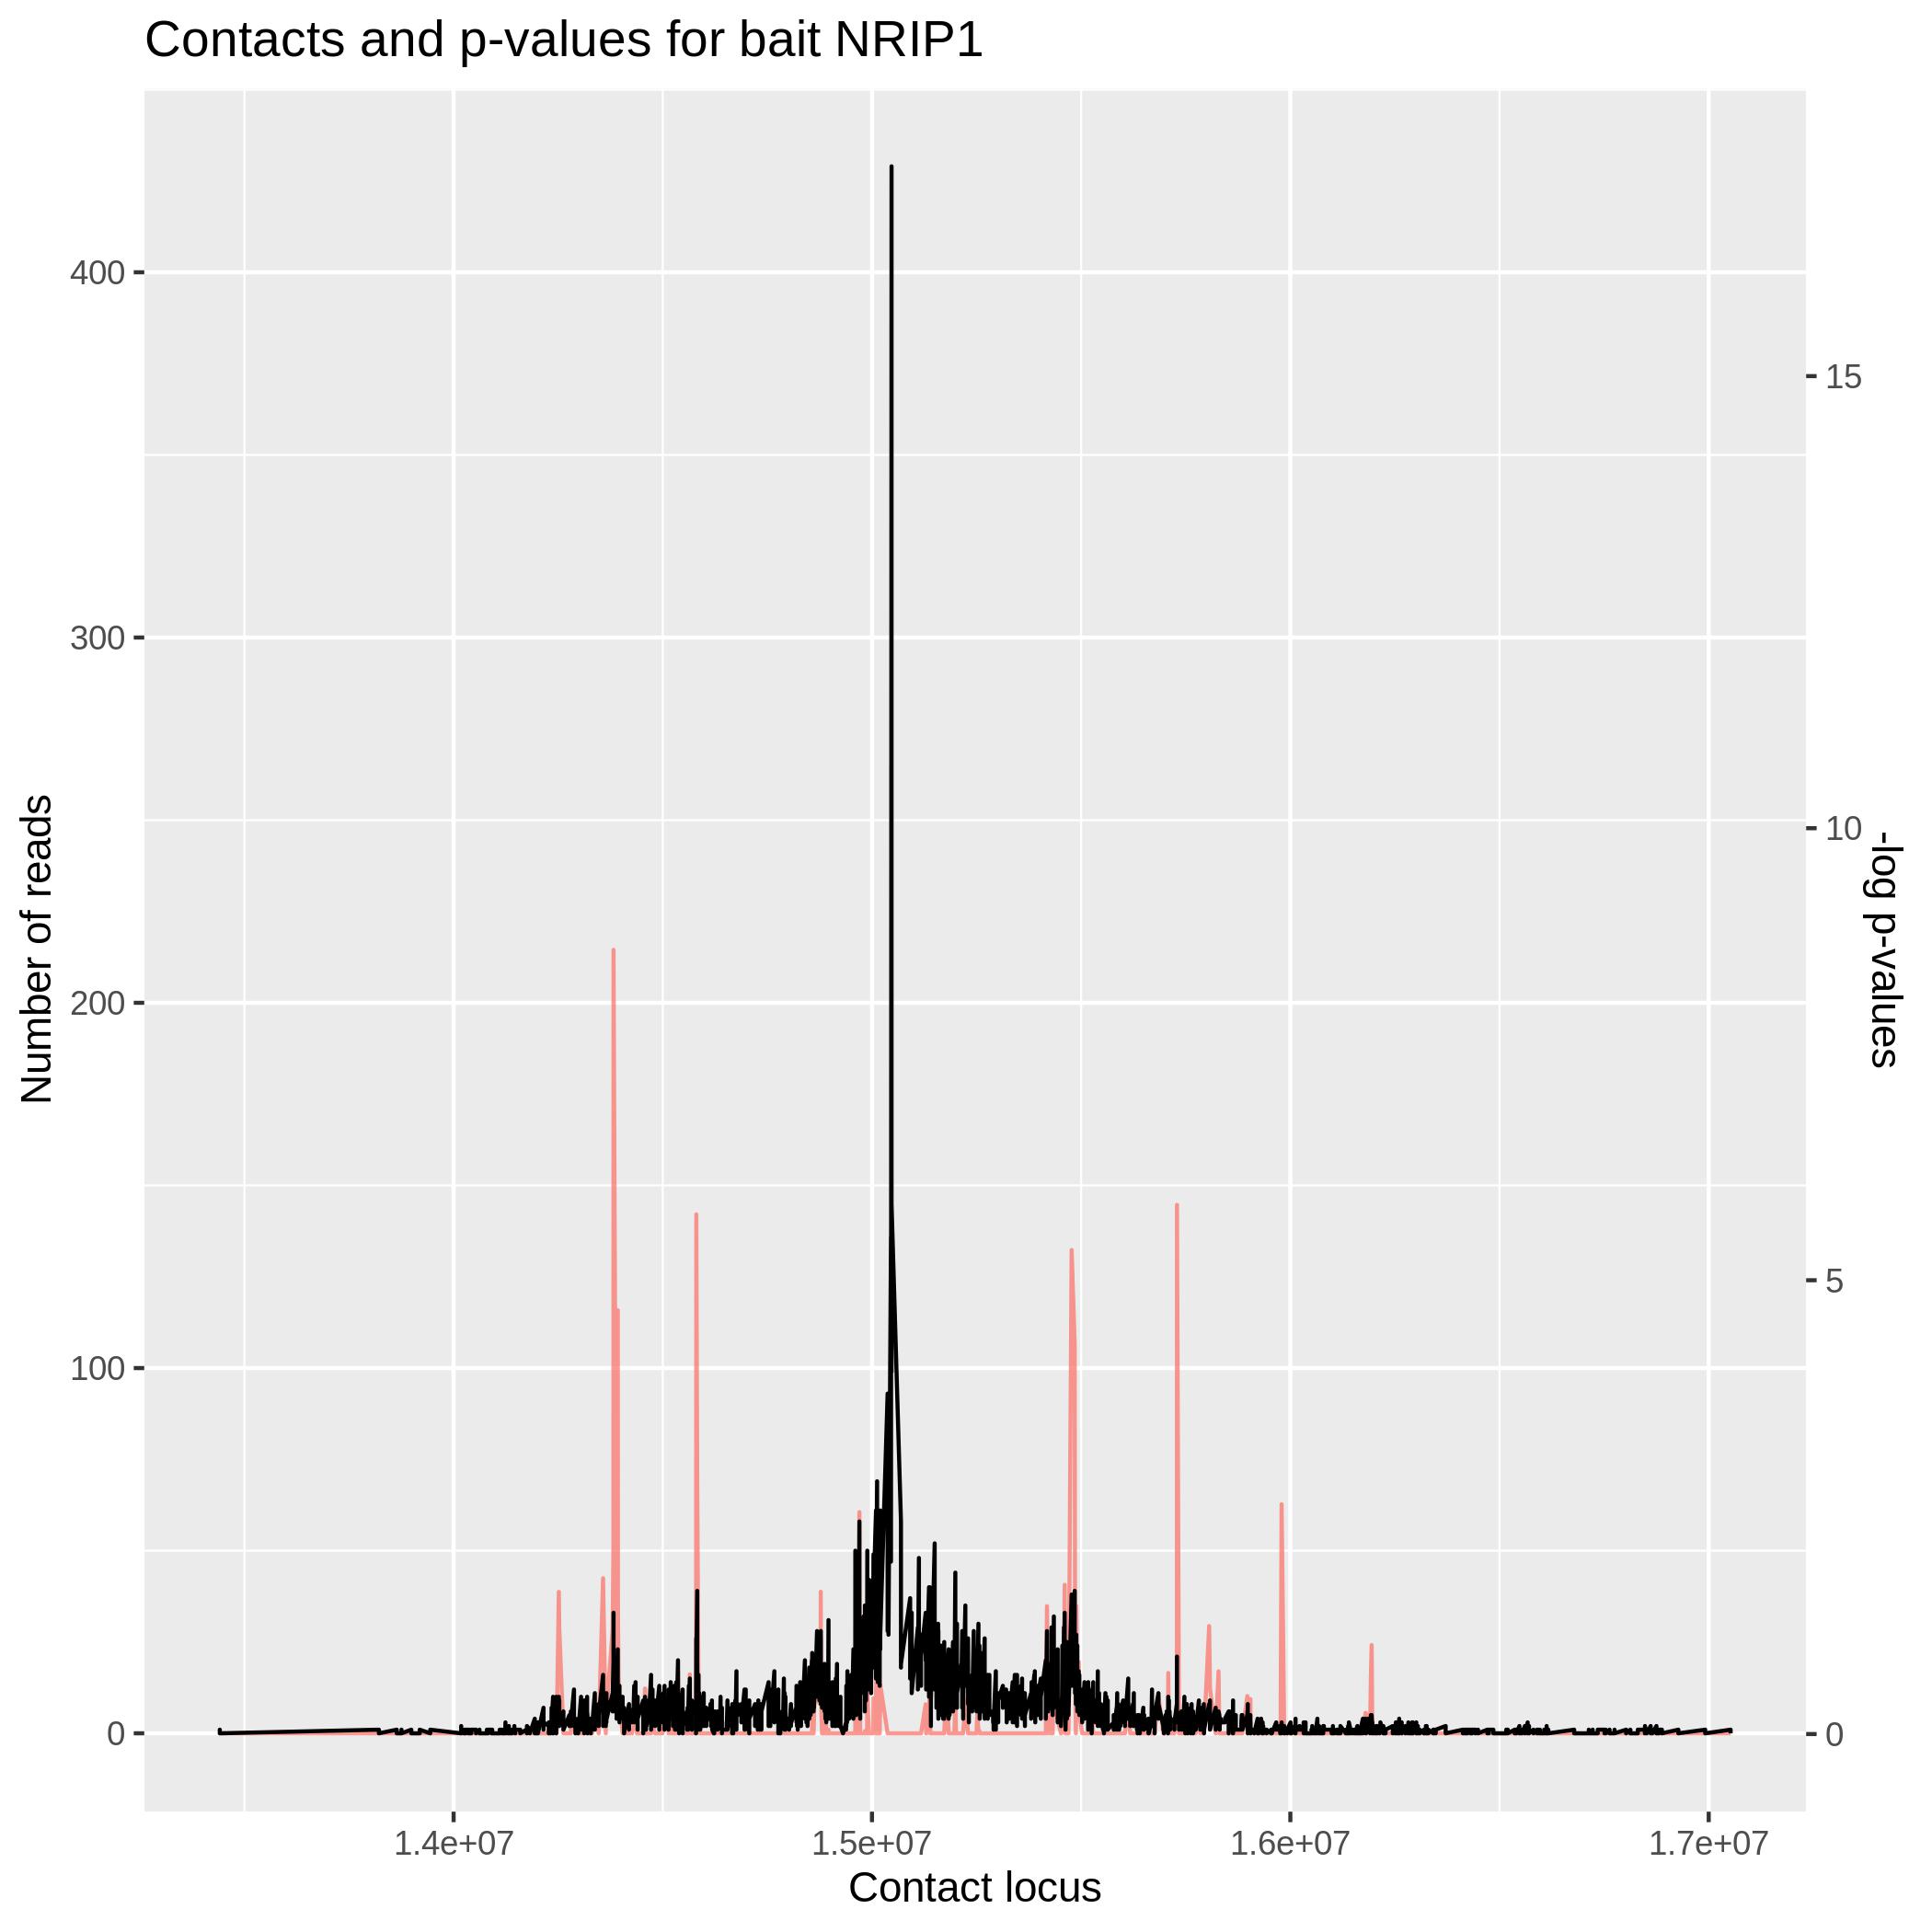 Contacts and p-values for bait NRIP1
Number of reads
400
300
200
100
0
15
10
5
0
-log p-values
1.4e+07
1.5e+07
1.6e+07
1.7e+07
Contact locus